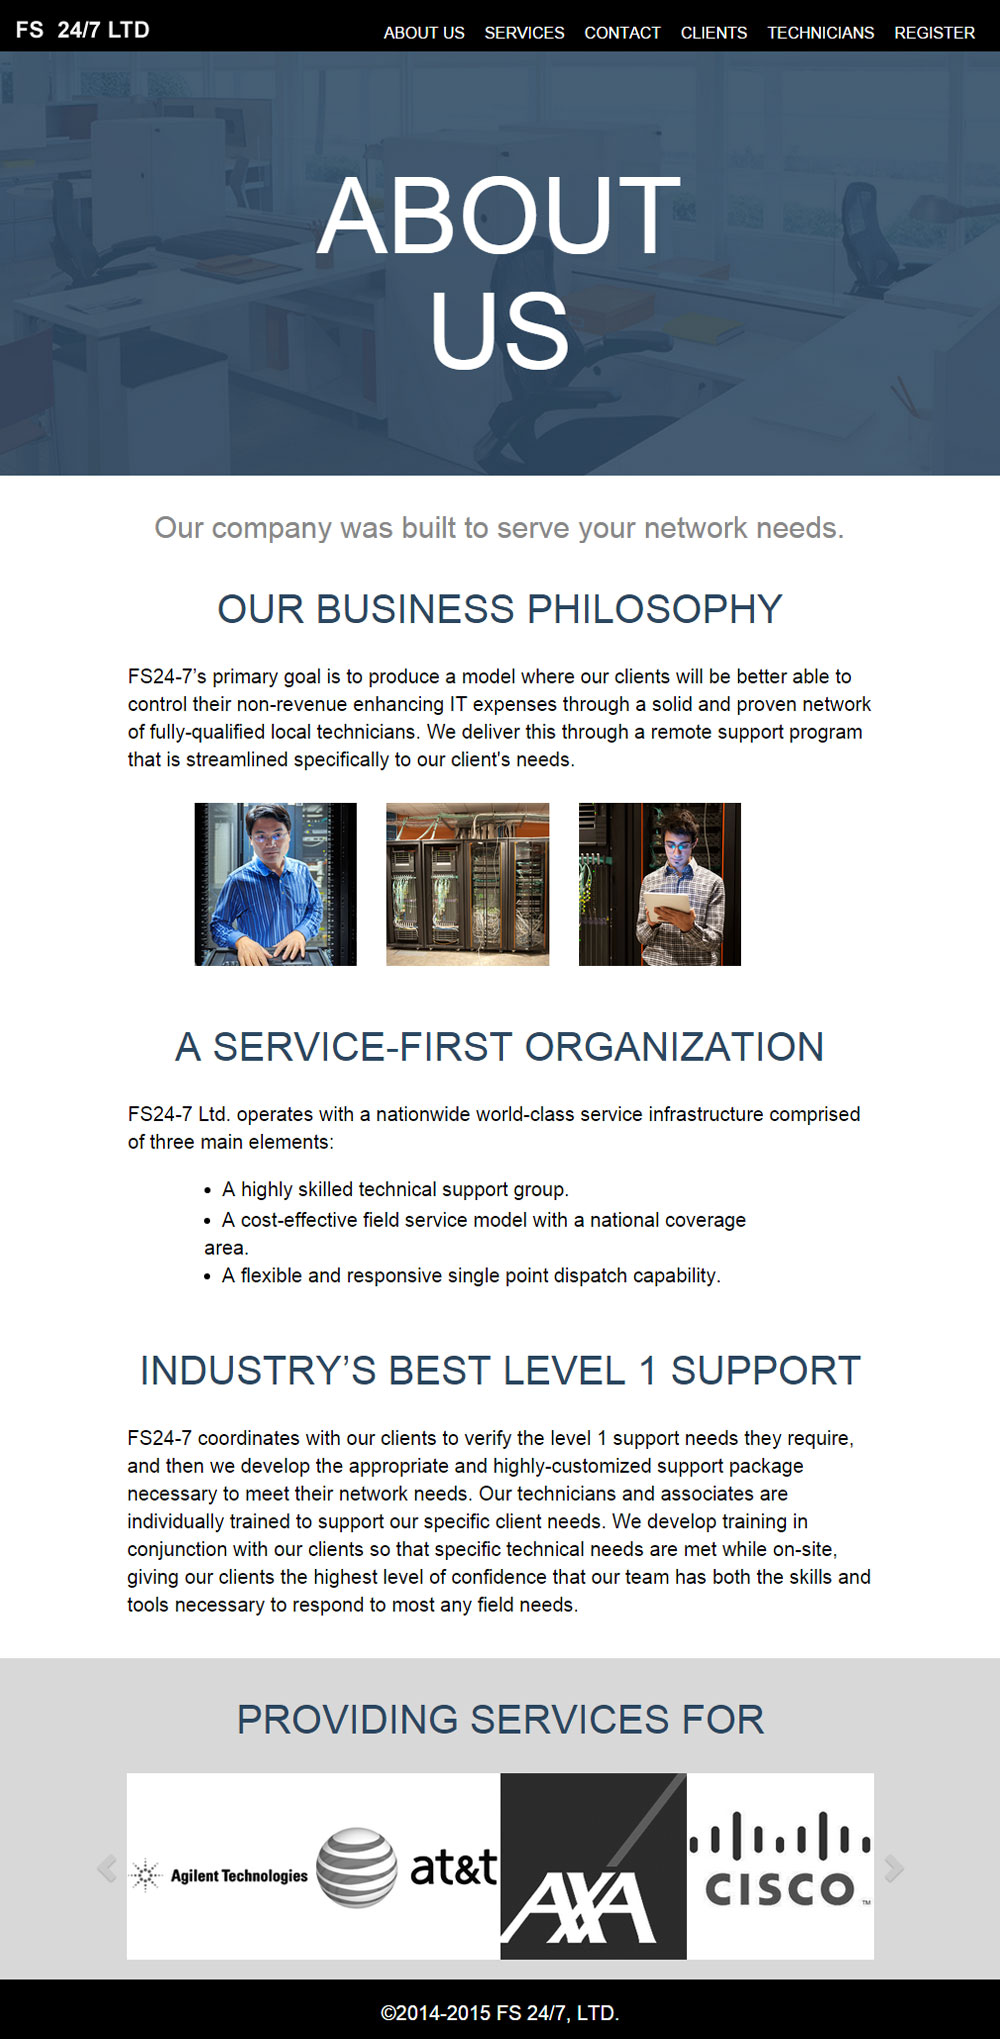 FS 24/7 LTD
ABOUT US SERVICES CONTACT CLIENTS TECHNICIANS REGISTER
ABOUT
US
Our company was built to serve your network needs.
OUR BUSINESS PHILOSOPHY
FS24-7’s primary goal is to produce a model where our clients will be better able to
control their non-revenue enhancing IT expenses through a solid and proven network
of fully-qualified local technicians. We deliver this through a remote support program
that is streamlined specifically to our client's needs.
A SERVICE-FIRST ORGANIZATION
FS24-7 Ltd. operates with a nationwide world-class service infrastructure comprised
of three main elements:
• A highly skilled technical support group.
• A cost-effective field service model with a national coverage
area.
• A flexible and responsive single point dispatch capability.
INDUSTRY’S BEST LEVEL 1 SUPPORT
FS24-7 coordinates with our clients to verify the level 1 support needs they require,
and then we develop the appropriate and highly-customized support package
necessary to meet their network needs. Our technicians and associates are
individually trained to support our specific client needs. We develop training in
conjunction with our clients so that specific technical needs are met while on-site,
giving our clients the highest level of confidence that our team has both the skills and
tools necessary to respond to most any field needs.
PROVIDING SERVICES FOR
Agilent Technologies
at&t
AXA
CISCO™
©2014-2015 FS 24/7, LTD.